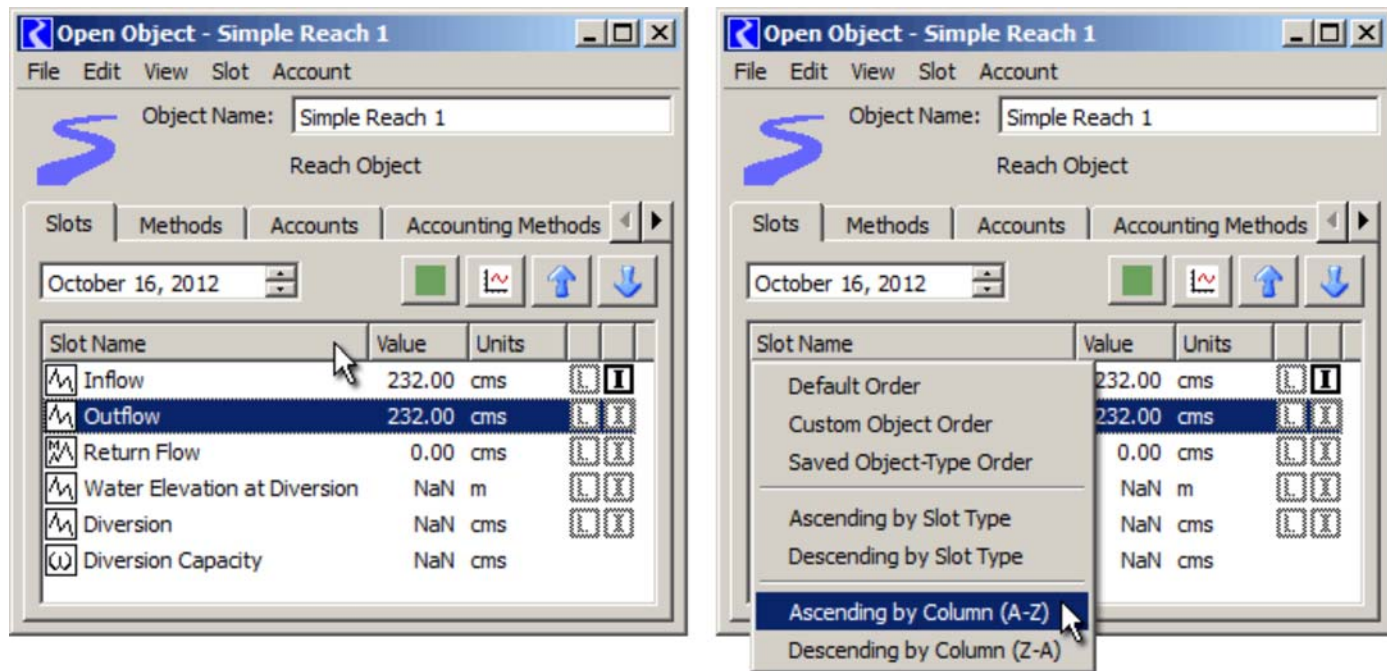 Open Object - Simple Reach 1
File Edit View Slot Account
Object Name: Simple Reach 1
Reach Object
Slots Methods Accounts Accounting Methods
October 16, 2012
Slot Name Value Units
Inflow 232.00 cms L I
Outflow 232.00 cms L I
Return Flow 0.00 cms L I
Water Elevation at Diversion NaN m L I
Diversion NaN cms L I
Diversion Capacity NaN cms
Open Object - Simple Reach 1
File Edit View Slot Account
Object Name: Simple Reach 1
Reach Object
Slots Methods Accounts Accounting Methods
October 16, 2012
Slot Name Value Units
232.00 cms L I
232.00 cms L I
0.00 cms L I
NaN m L I
NaN cms L I
NaN cms
Default Order
Custom Object Order
Saved Object-Type Order
Ascending by Slot Type
Descending by Slot Type
Ascending by Column (A-Z)
Descending by Column (Z-A)